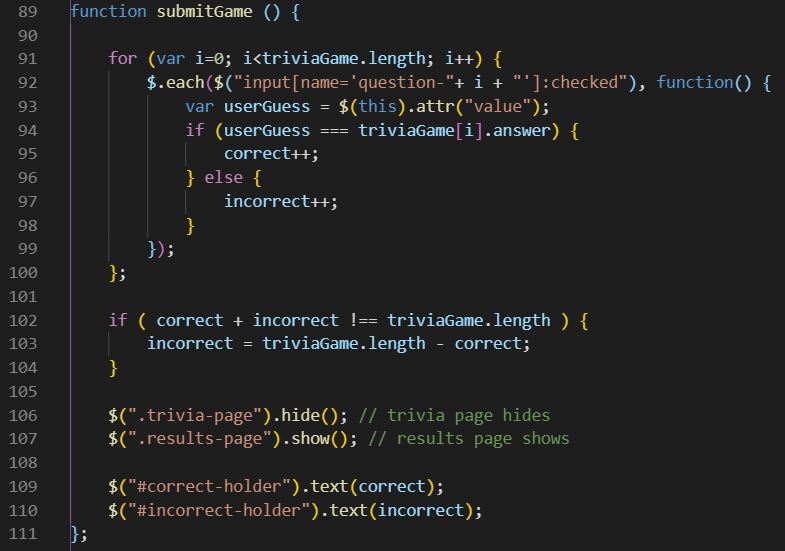 89 function submitGame () {
90
91 for (var i=0; i<triviaGame.length; i++) {
92 $.each($("input[name='question-"+ i + "']:checked"), function() {
93 var userGuess = $(this).attr("value");
94 if (userGuess === triviaGame[i].answer) {
95 correct++;
96 } else {
97 incorrect++;
98 }
99 });
100 };
101
102 if ( correct + incorrect !== triviaGame.length ) {
103 incorrect = triviaGame.length - correct;
104 }
105
106 $(".trivia-page").hide(); // trivia page hides
107 $(".results-page").show(); // results page shows
108
109 $("#correct-holder").text(correct);
110 $("#incorrect-holder").text(incorrect);
111 };